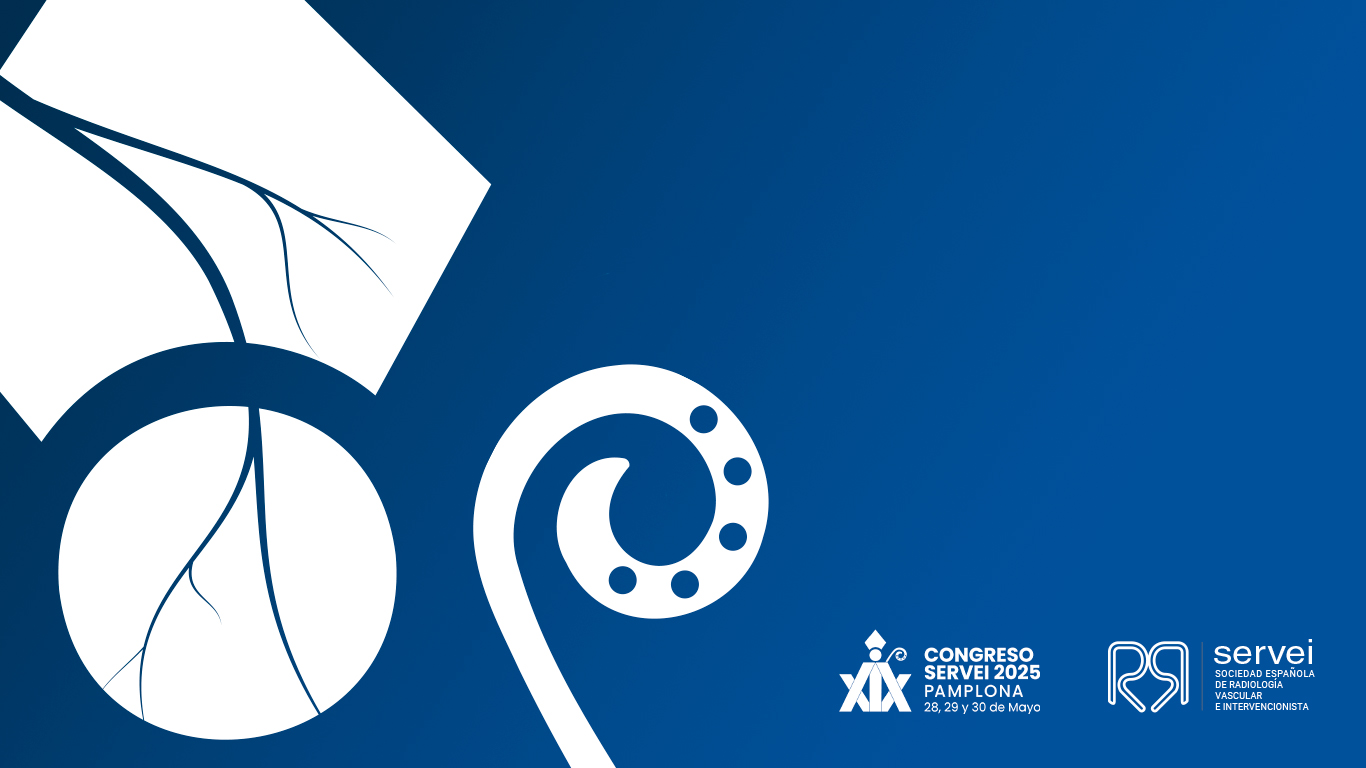 XIX
CONGRESO
SERVEI 2025
PAMPLONA
28, 29 y 30 de Mayo
servei
SOCIEDAD ESPAÑOLA
DE RADIOLOGÍA
VASCULAR
E INTERVENCIONISTA